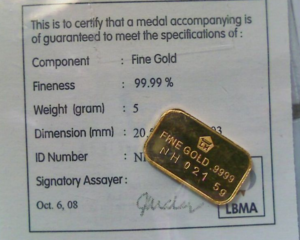 This is to certify that a medal accompanying is
of guaranteed to meet the specifications of :
Component : Fine Gold
Fineness : 99.99 %
Weight (gram) : 5
Dimension (mm) : 20
ID Number : N
Signatory Assayer :
Oct. 6, 08
LBMA
FINE GOLD 9999
NH 021 5g